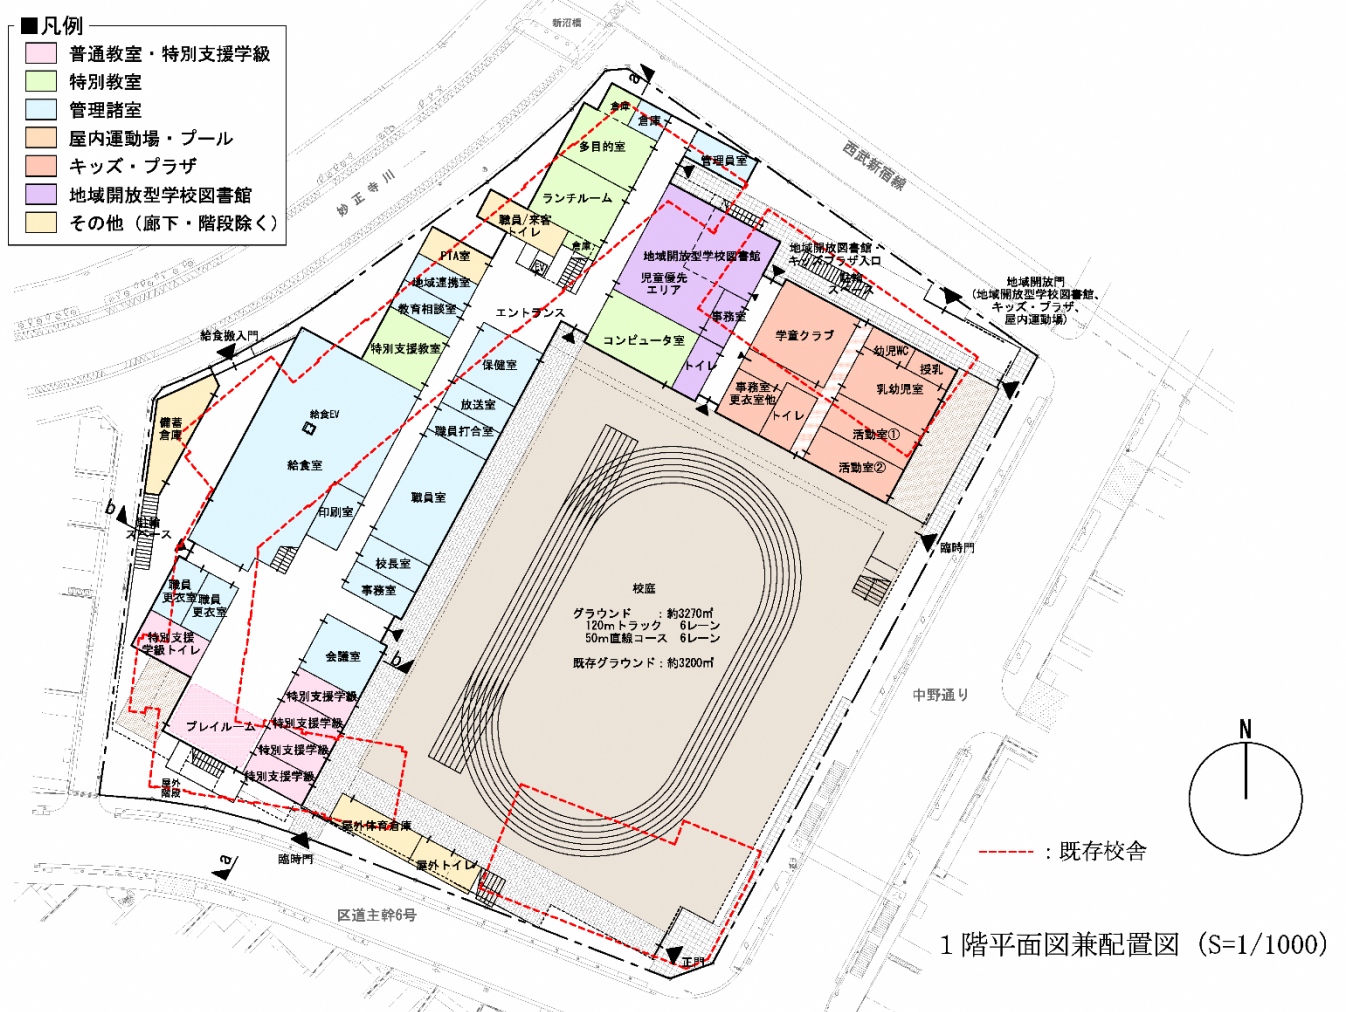 ■凡例
普通教室・特別支援学級
特別教室
管理諸室
屋内運動場・プール
キッズ・プラザ
地域開放型学校図書館
その他（廊下・階段除く）
新沼橋
妙正寺川
西武新宿線
a
倉庫
倉庫
多目的室
管理員室
ランチルーム
職員/来客
トイレ
倉庫
PTA室
地域連携室
教育相談室
特別支援教室
エントランス
地域開放型学校図書館
児童優先
エリア
事務室
コンピュータ室
トイレ
地域開放図書館・
キッズプラザ入口
駐輪
スペース
地域開放門
(地域開放型学校図書館、
キッズ・プラザ、
屋内運動場)
学童クラブ
幼児WC
授乳
乳幼児室
事務室
更衣室他
トイレ
活動室①
活動室②
給食搬入門
備蓄
倉庫
給食EV
給食室
印刷室
保健室
放送室
職員打合室
職員室
校長室
事務室
b
駐輪
スペース
職員
更衣室
職員
更衣室
特別支援
学級トイレ
会議室
b
特別支援学級
特別支援学級
特別支援学級
特別支援学級
プレイルーム
屋外
階段
校庭
グラウンド　：約3270㎡
120mトラック　6レーン
50m直線コース　6レーン
既存グラウンド：約3200㎡
臨時門
中野通り
屋外体育倉庫
屋外トイレ
臨時門
a
区道主幹6号
正門
N
：既存校舎
１階平面図兼配置図（S=1/1000）